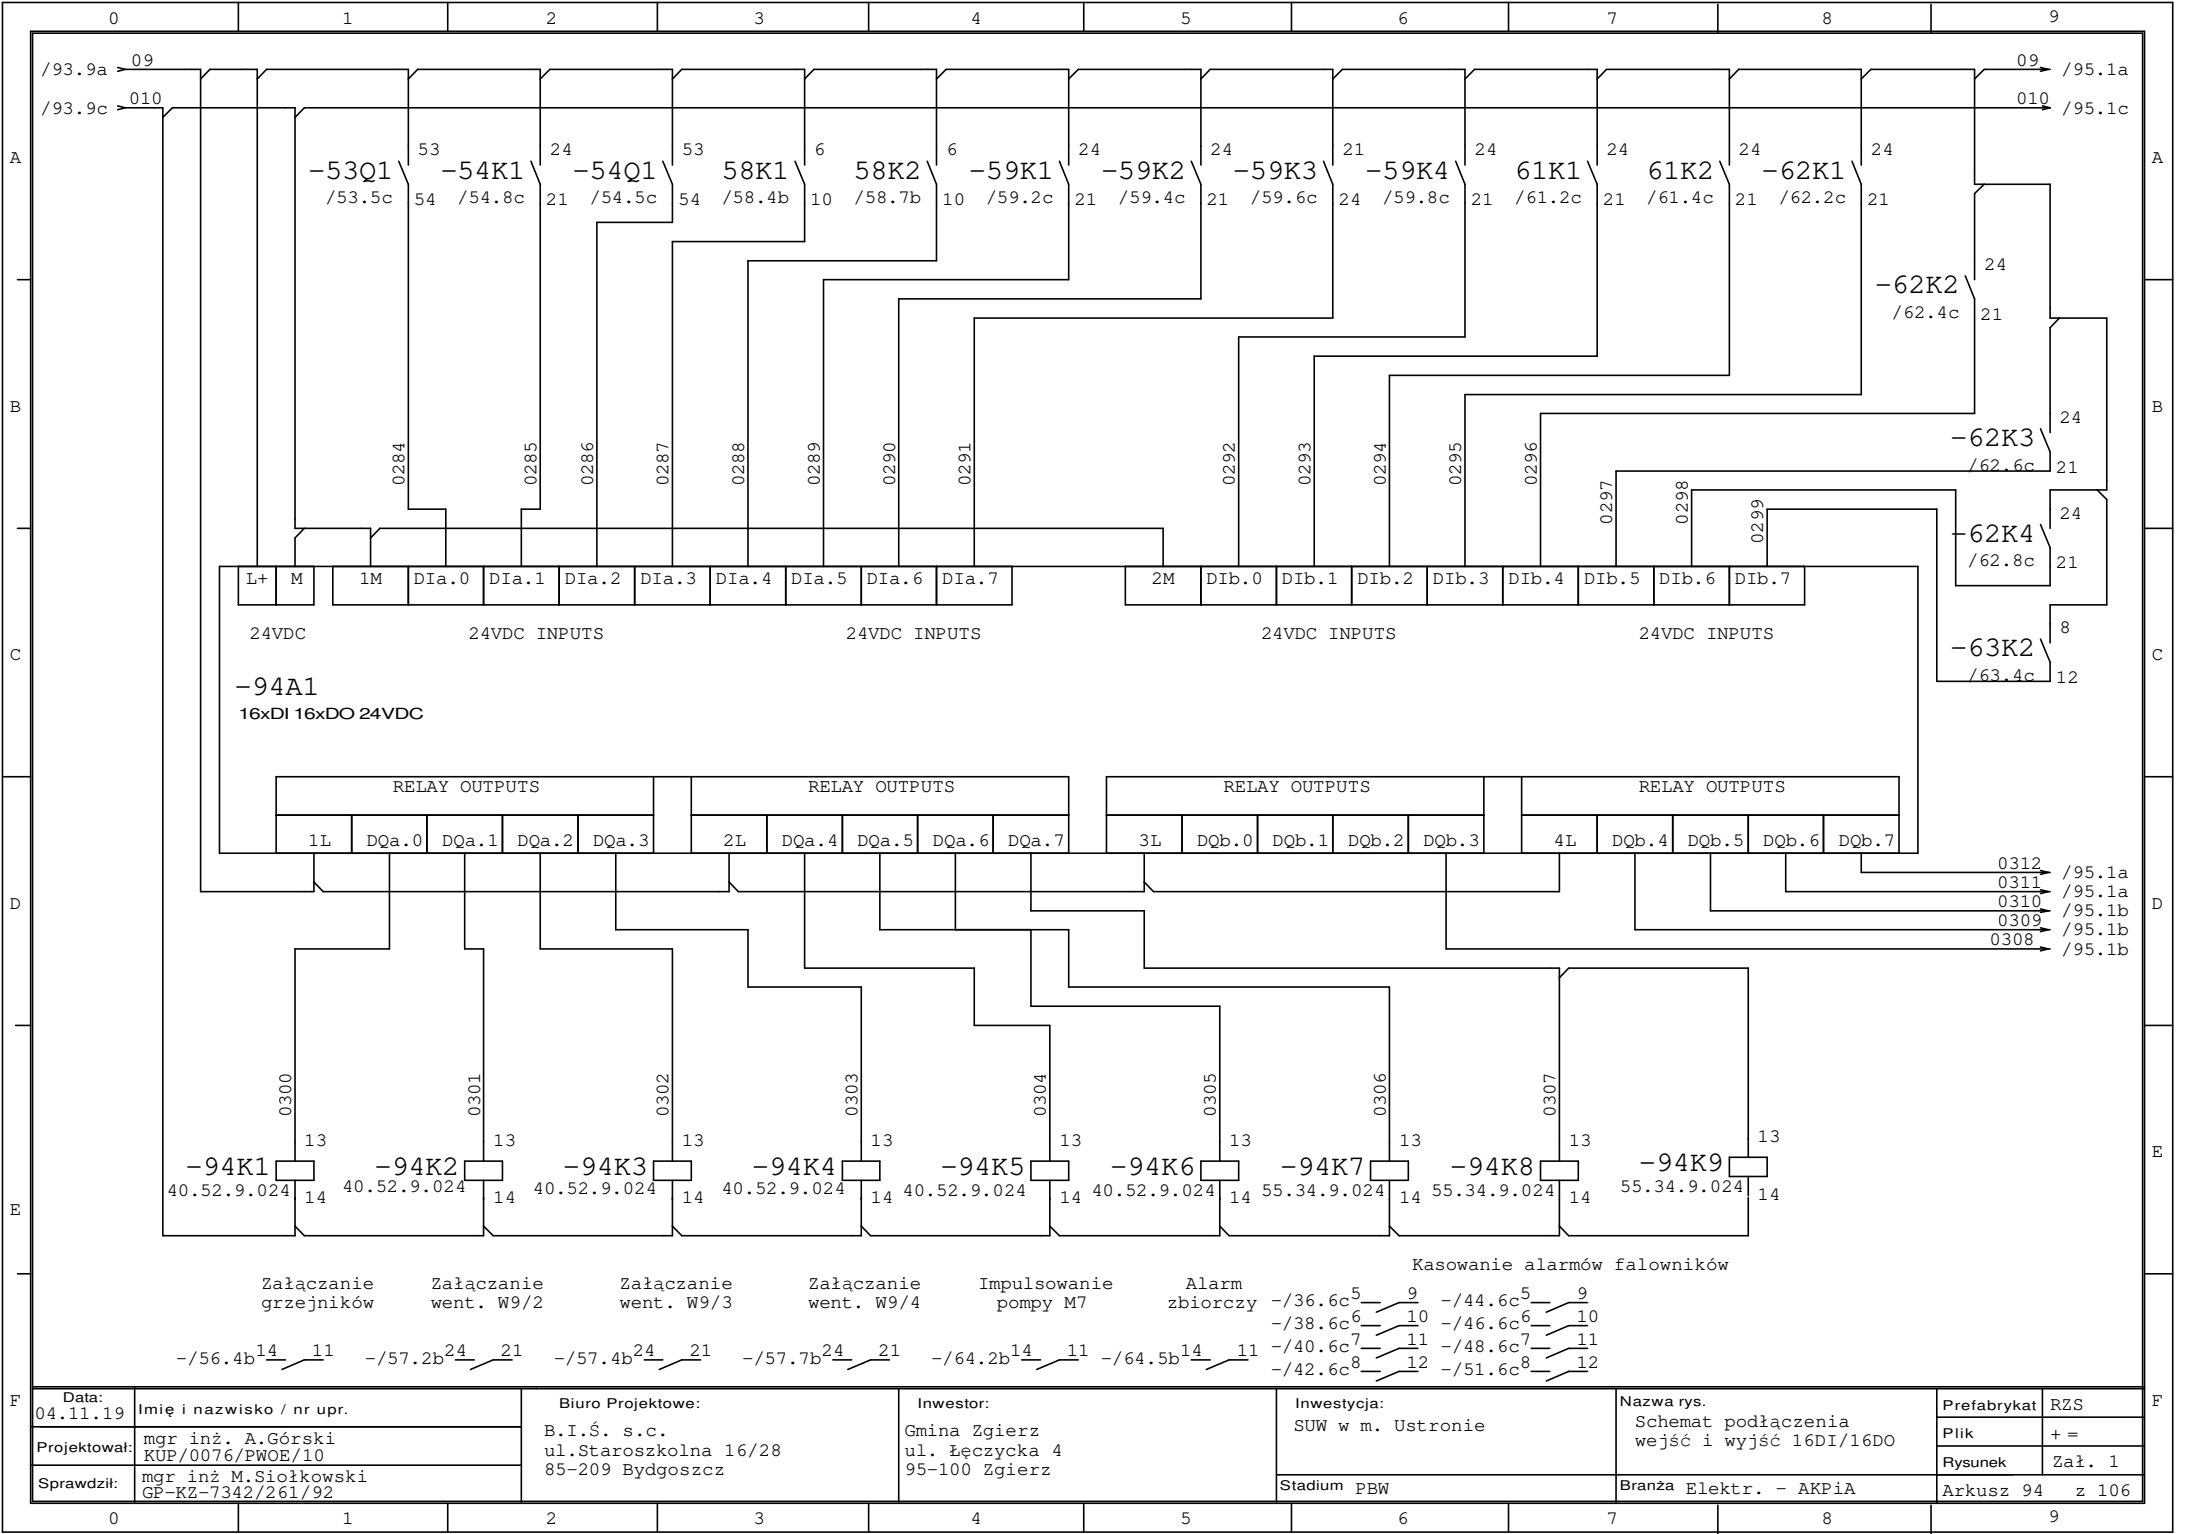 0 1 2 3 4 5 6 7 8 9
/93.9a 09 09 /95.1a
/93.9c 010 010 /95.1c
A A
53 24 53 6 6 24 24 21 24 24 24 24
-53Q1 -54K1 -54Q1 58K1 58K2 -59K1 -59K2 -59K3 -59K4 61K1 61K2 -62K1
/53.5c 54 /54.8c 21 /54.5c 54 /58.4b 10 /58.7b 10 /59.2c 21 /59.4c 21 /59.6c 24 /59.8c 21 /61.2c 21 /61.4c 21 /62.2c 21
24
-62K2
/62.4c 21
B B
24
-62K3
/62.6c 21
0284 0285 0286 0287 0288 0289 0290 0291 0292 0293 0294 0295 0296 0297 0298 0299
24
-62K4
/62.8c 21
L+ M 1M DIa.0 DIa.1 DIa.2 DIa.3 DIa.4 DIa.5 DIa.6 DIa.7 2M DIb.0 DIb.1 DIb.2 DIb.3 DIb.4 DIb.5 DIb.6 DIb.7
24VDC 24VDC INPUTS 24VDC INPUTS 24VDC INPUTS 24VDC INPUTS
8
-63K2
/63.4c 12
C C
-94A1
16xDI 16xDO 24VDC
RELAY OUTPUTS RELAY OUTPUTS RELAY OUTPUTS RELAY OUTPUTS
1L DQa.0 DQa.1 DQa.2 DQa.3 2L DQa.4 DQa.5 DQa.6 DQa.7 3L DQb.0 DQb.1 DQb.2 DQb.3 4L DQb.4 DQb.5 DQb.6 DQb.7
0312 /95.1a
0311 /95.1a
D D
0310 /95.1b
0309 /95.1b
0308 /95.1b
0300 0301 0302 0303 0304 0305 0306 0307
13 13 13 13 13 13 13 13 13
E E
-94K1 -94K2 -94K3 -94K4 -94K5 -94K6 -94K7 -94K8 -94K9
40.52.9.024 40.52.9.024 40.52.9.024 40.52.9.024 40.52.9.024 40.52.9.024 55.34.9.024 55.34.9.024 55.34.9.024
14 14 14 14 14 14 14 14 14
E
Kasowanie alarmów falowników
Załączanie Załączanie Załączanie Załączanie Impulsowanie Alarm
grzejników went. W9/2 went. W9/3 went. W9/4 pompy M7 zbiorczy
-/36.6c 5 9 -/44.6c 5 9
-/38.6c 6 10 -/46.6c 6 10
-/40.6c 7 11 -/48.6c 7 11
-/42.6c 8 12 -/51.6c 8 12
-/56.4b 14 11 -/57.2b 24 21 -/57.4b 24 21 -/57.7b 24 21 -/64.2b 14 11 -/64.5b 14 11
F F
Data:
04.11.19
Imię i nazwisko / nr upr.
Projektował:
mgr inż. A.Górski
KUP/0076/PWOE/10
Sprawdził:
mgr inż M.Siołkowski
GP-KZ-7342/261/92
Biuro Projektowe:
B.I.Ś. s.c.
ul.Staroszkolna 16/28
85-209 Bydgoszcz
Inwestor:
Gmina Zgierz
ul. Łęczycka 4
95-100 Zgierz
Inwestycja:
SUW w m. Ustronie
Stadium PBW
Nazwa rys.
Schemat podłączenia
wejść i wyjść 16DI/16DO
Branża Elektr. - AKPiA
Prefabrykat RZS
Plik + =
Rysunek Zał. 1
Arkusz 94 z 106
0 1 2 3 4 5 6 7 8 9